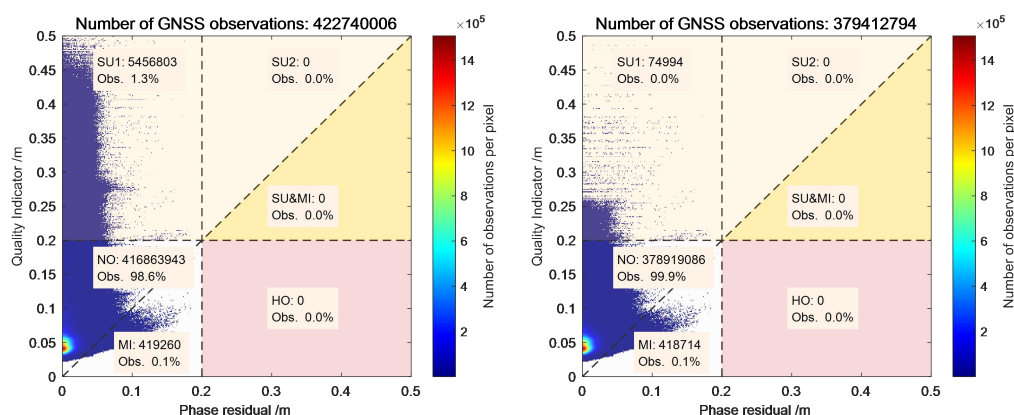 Number of GNSS observations: 422740006
×10⁵
0.5
0.45
0.4
0.35
0.3
0.25
0.2
0.15
0.1
0.05
0
Quality Indicator /m
SU1: 5456803
Obs. 1.3%
SU2: 0
Obs. 0.0%
SU&MI: 0
Obs. 0.0%
NO: 416863943
Obs. 98.6%
HO: 0
Obs. 0.0%
MI: 419260
Obs. 0.1%
0 0.1 0.2 0.3 0.4 0.5
Phase residual /m
14
12
10
8
6
4
2
Number of observations per pixel
Number of GNSS observations: 379412794
×10⁵
0.5
0.45
0.4
0.35
0.3
0.25
0.2
0.15
0.1
0.05
0
Quality Indicator /m
SU1: 74994
Obs. 0.0%
SU2: 0
Obs. 0.0%
SU&MI: 0
Obs. 0.0%
NO: 378919086
Obs. 99.9%
HO: 0
Obs. 0.0%
MI: 418714
Obs. 0.1%
0 0.1 0.2 0.3 0.4 0.5
Phase residual /m
14
12
10
8
6
4
2
Number of observations per pixel